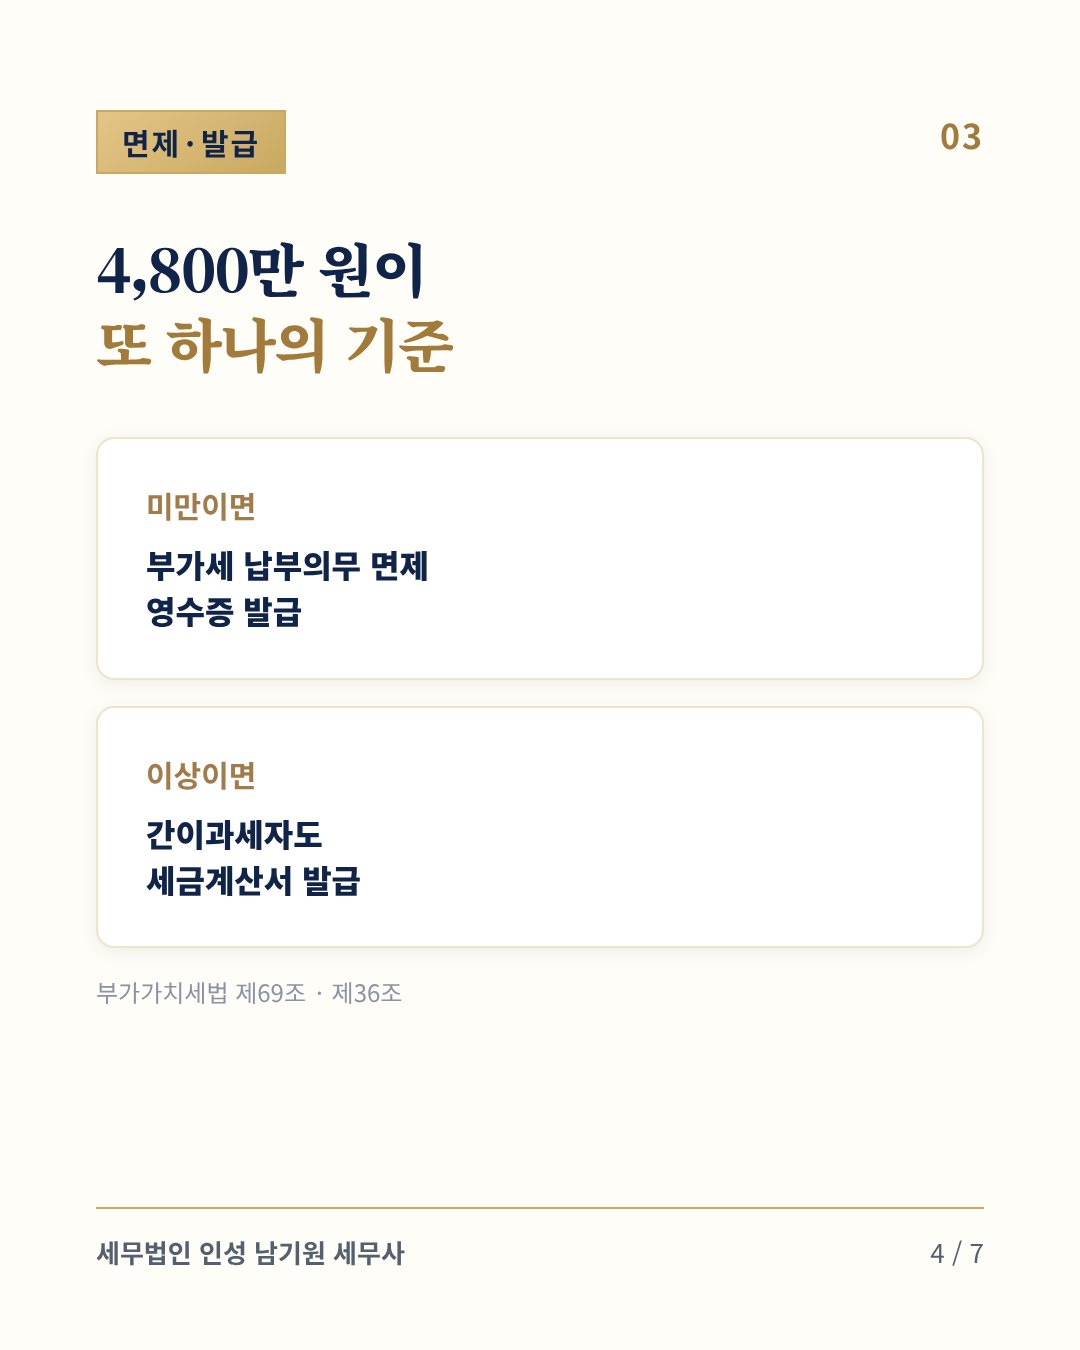 면제·발급
03
4,800만 원이
또 하나의 기준
미만이면
부가세 납부의무 면제
영수증 발급
이상이면
간이과세자도
세금계산서 발급
부가가치세법 제69조 · 제36조
세무법인 인성 남기원 세무사
4 / 7